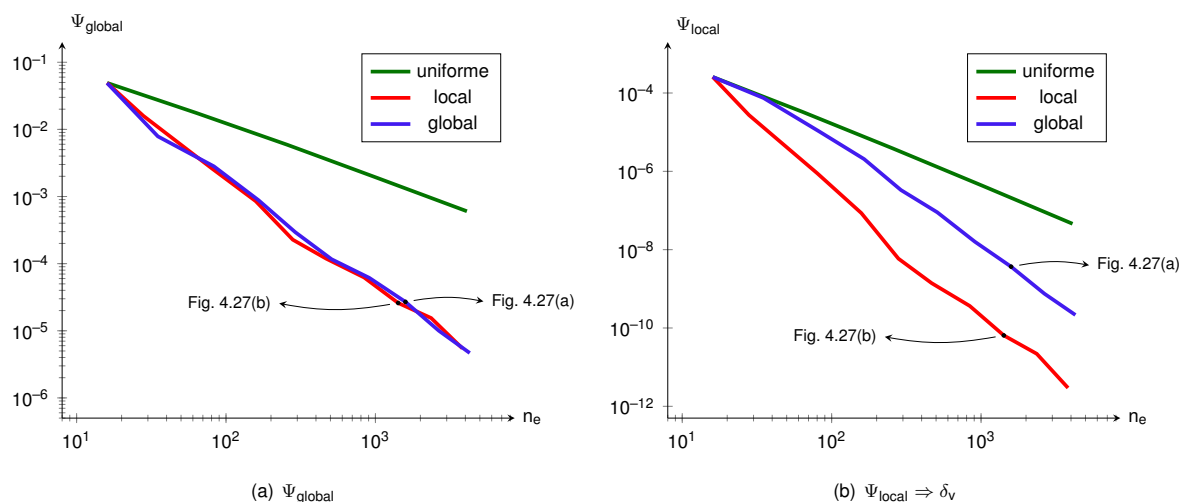 Ψglobal
10⁻¹
10⁻²
10⁻³
10⁻⁴
10⁻⁵
10⁻⁶
10¹
10²
10³
nₑ
uniforme
local
global
Fig. 4.27(b)
Fig. 4.27(a)
(a) Ψglobal
Ψlocal
10⁻⁴
10⁻⁶
10⁻⁸
10⁻¹⁰
10⁻¹²
10¹
10²
10³
nₑ
uniforme
local
global
Fig. 4.27(a)
Fig. 4.27(b)
(b) Ψlocal ⇒ δv